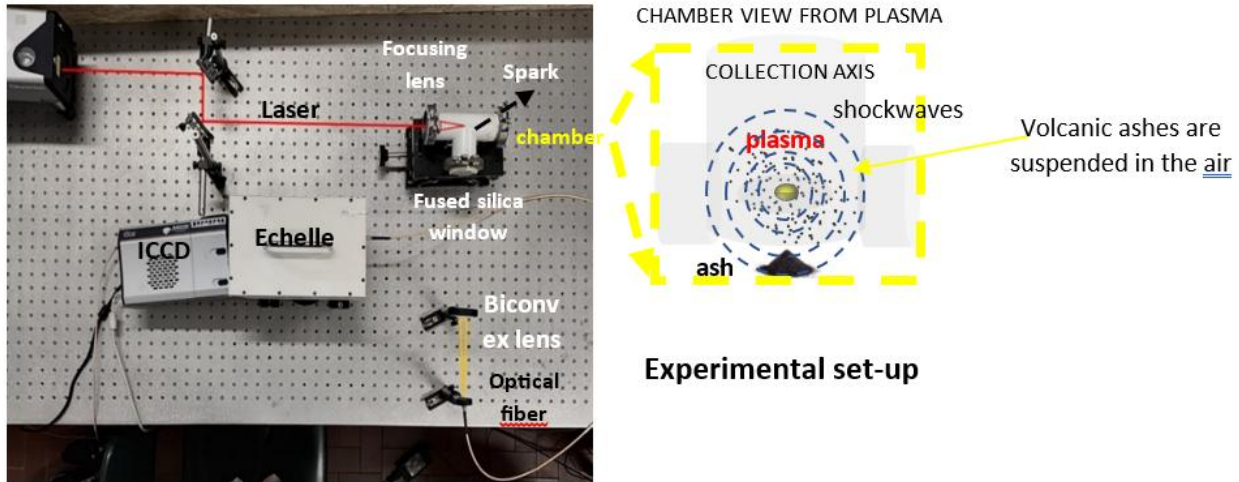 Focusing
lens
Spark
Laser
chamber
Fused silica
window
ICCD
Echelle
Biconv
ex lens
Optical
fiber
CHAMBER VIEW FROM PLASMA
COLLECTION AXIS
shockwaves
plasma
Volcanic ashes are
suspended in the air
ash
Experimental set-up